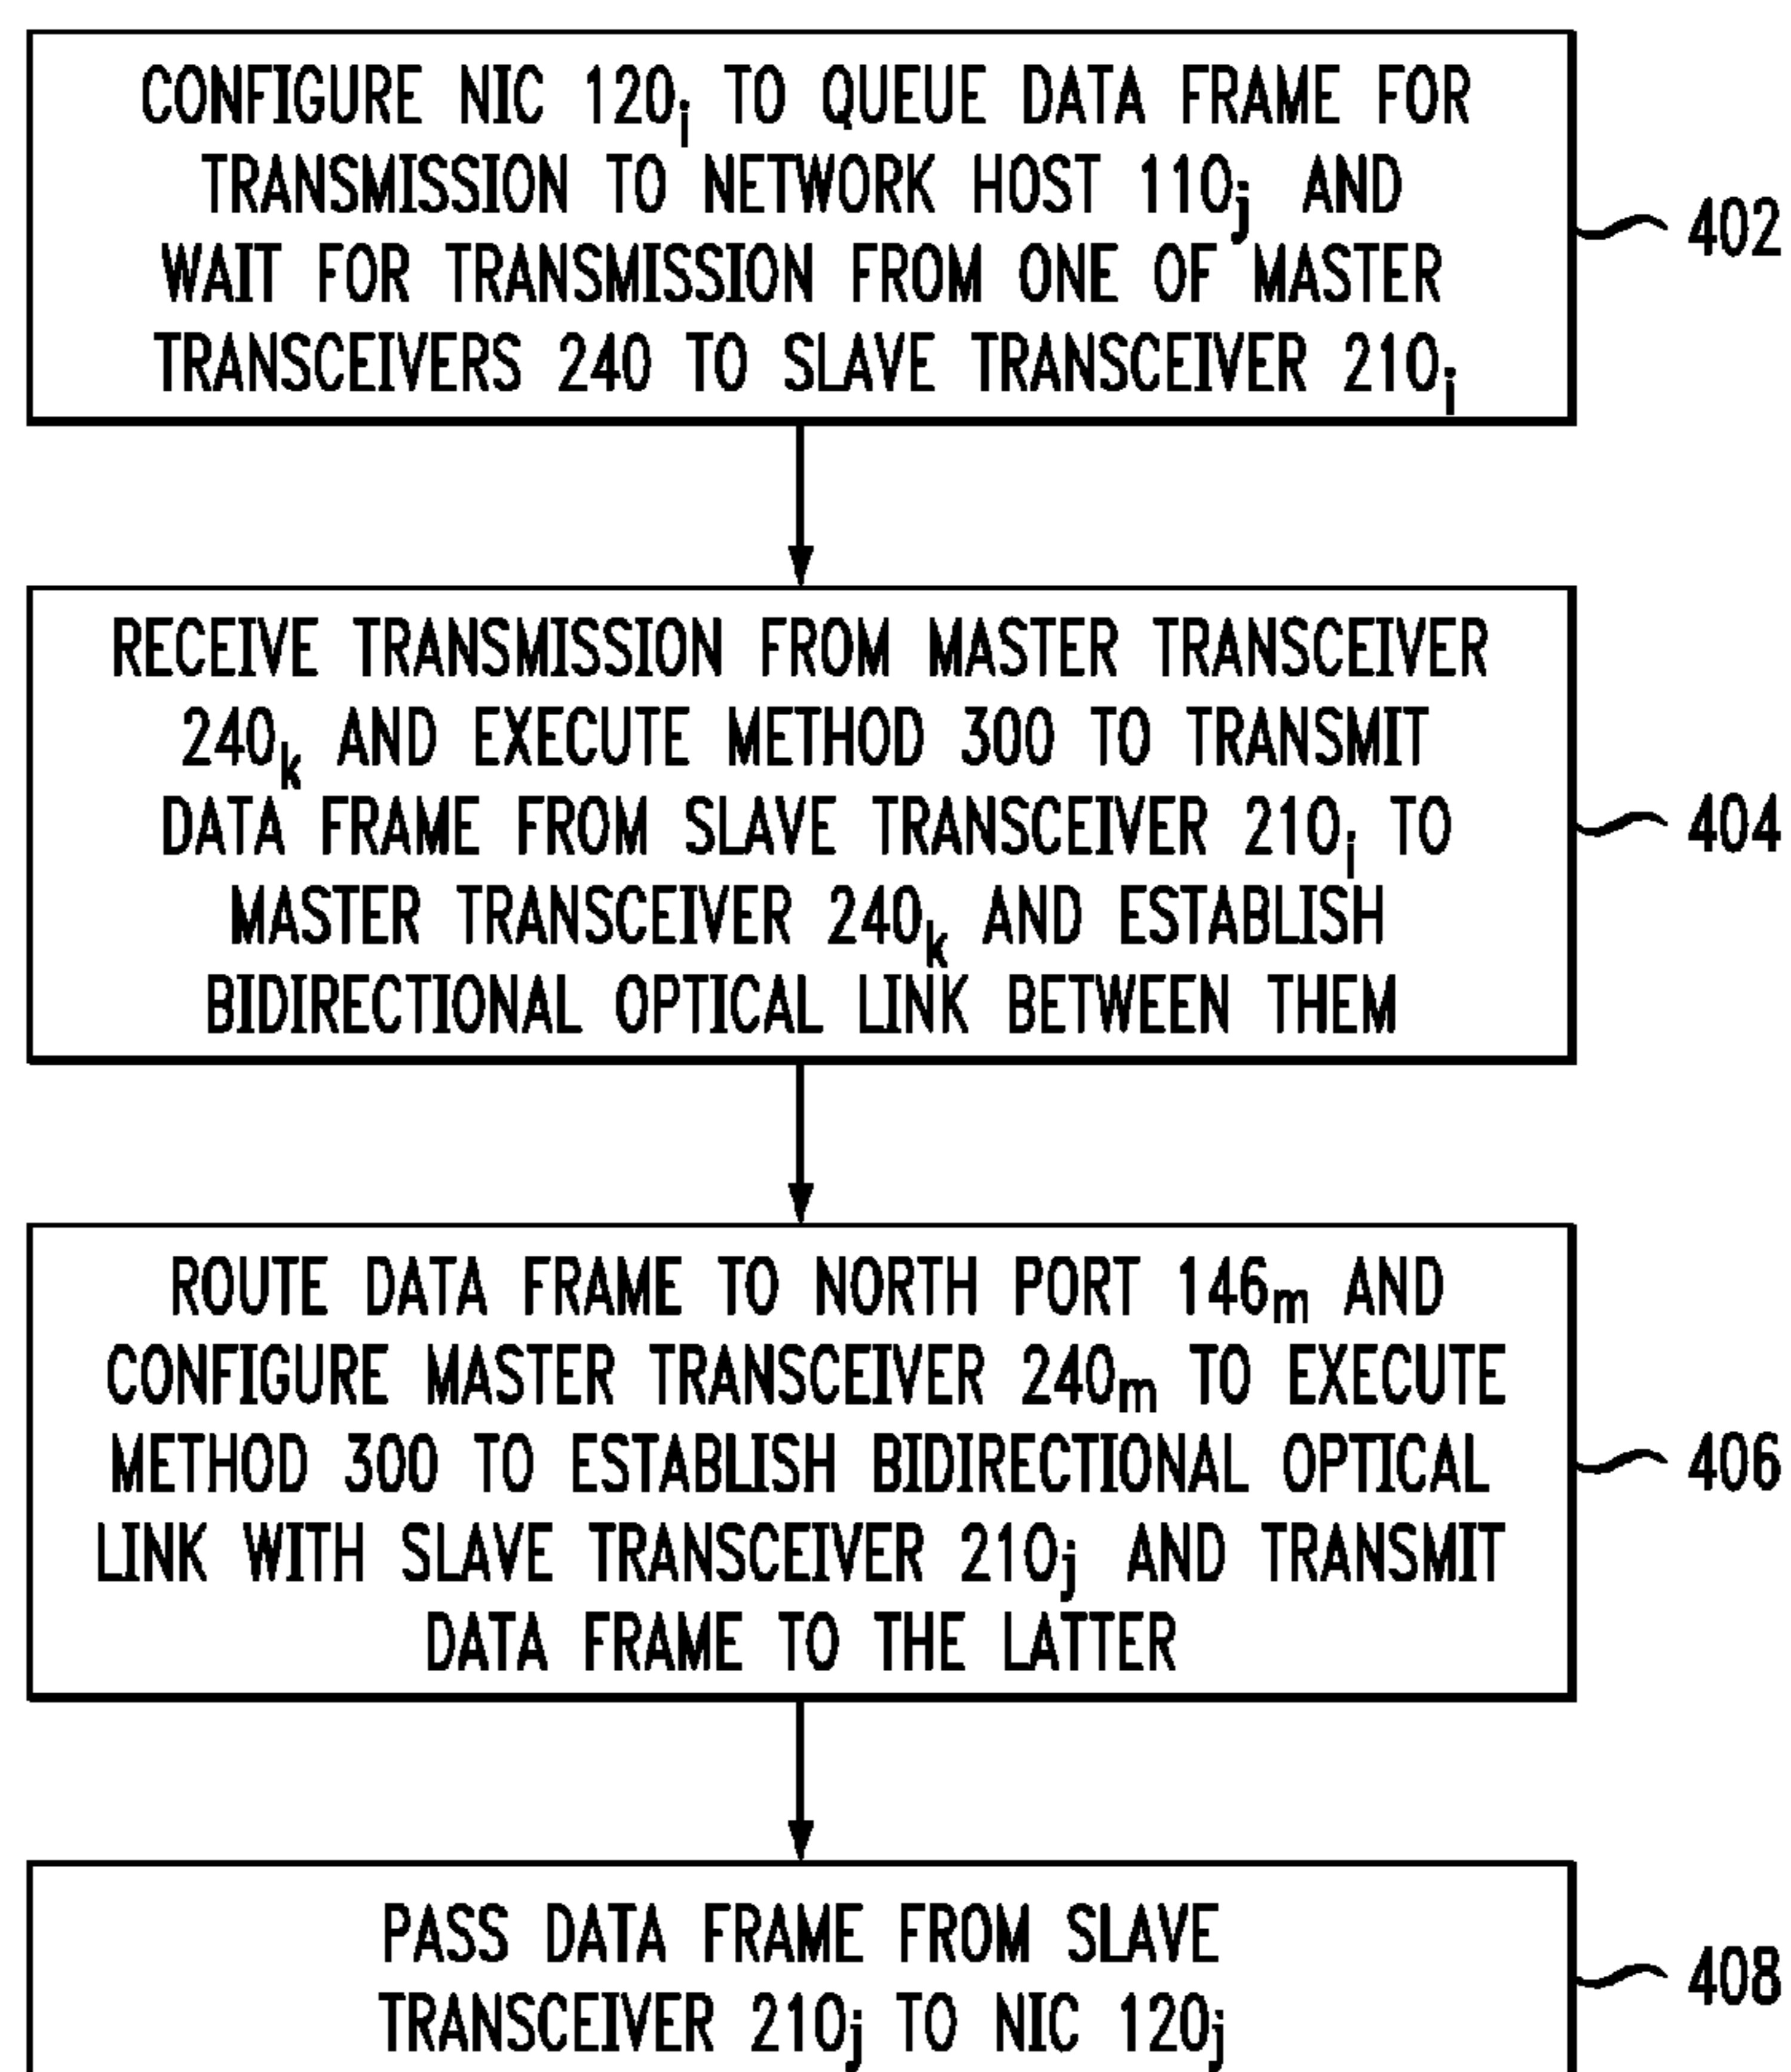 CONFIGURE NIC 120i TO QUEUE DATA FRAME FOR
TRANSMISSION TO NETWORK HOST 110j AND
WAIT FOR TRANSMISSION FROM ONE OF MASTER
TRANSCEIVERS 240 TO SLAVE TRANSCEIVER 210i
402
RECEIVE TRANSMISSION FROM MASTER TRANSCEIVER
240k AND EXECUTE METHOD 300 TO TRANSMIT
DATA FRAME FROM SLAVE TRANSCEIVER 210i TO
MASTER TRANSCEIVER 240k AND ESTABLISH
BIDIRECTIONAL OPTICAL LINK BETWEEN THEM
404
ROUTE DATA FRAME TO NORTH PORT 146m AND
CONFIGURE MASTER TRANSCEIVER 240m TO EXECUTE
METHOD 300 TO ESTABLISH BIDIRECTIONAL OPTICAL
LINK WITH SLAVE TRANSCEIVER 210j AND TRANSMIT
DATA FRAME TO THE LATTER
406
PASS DATA FRAME FROM SLAVE
TRANSCEIVER 210j TO NIC 120j
408